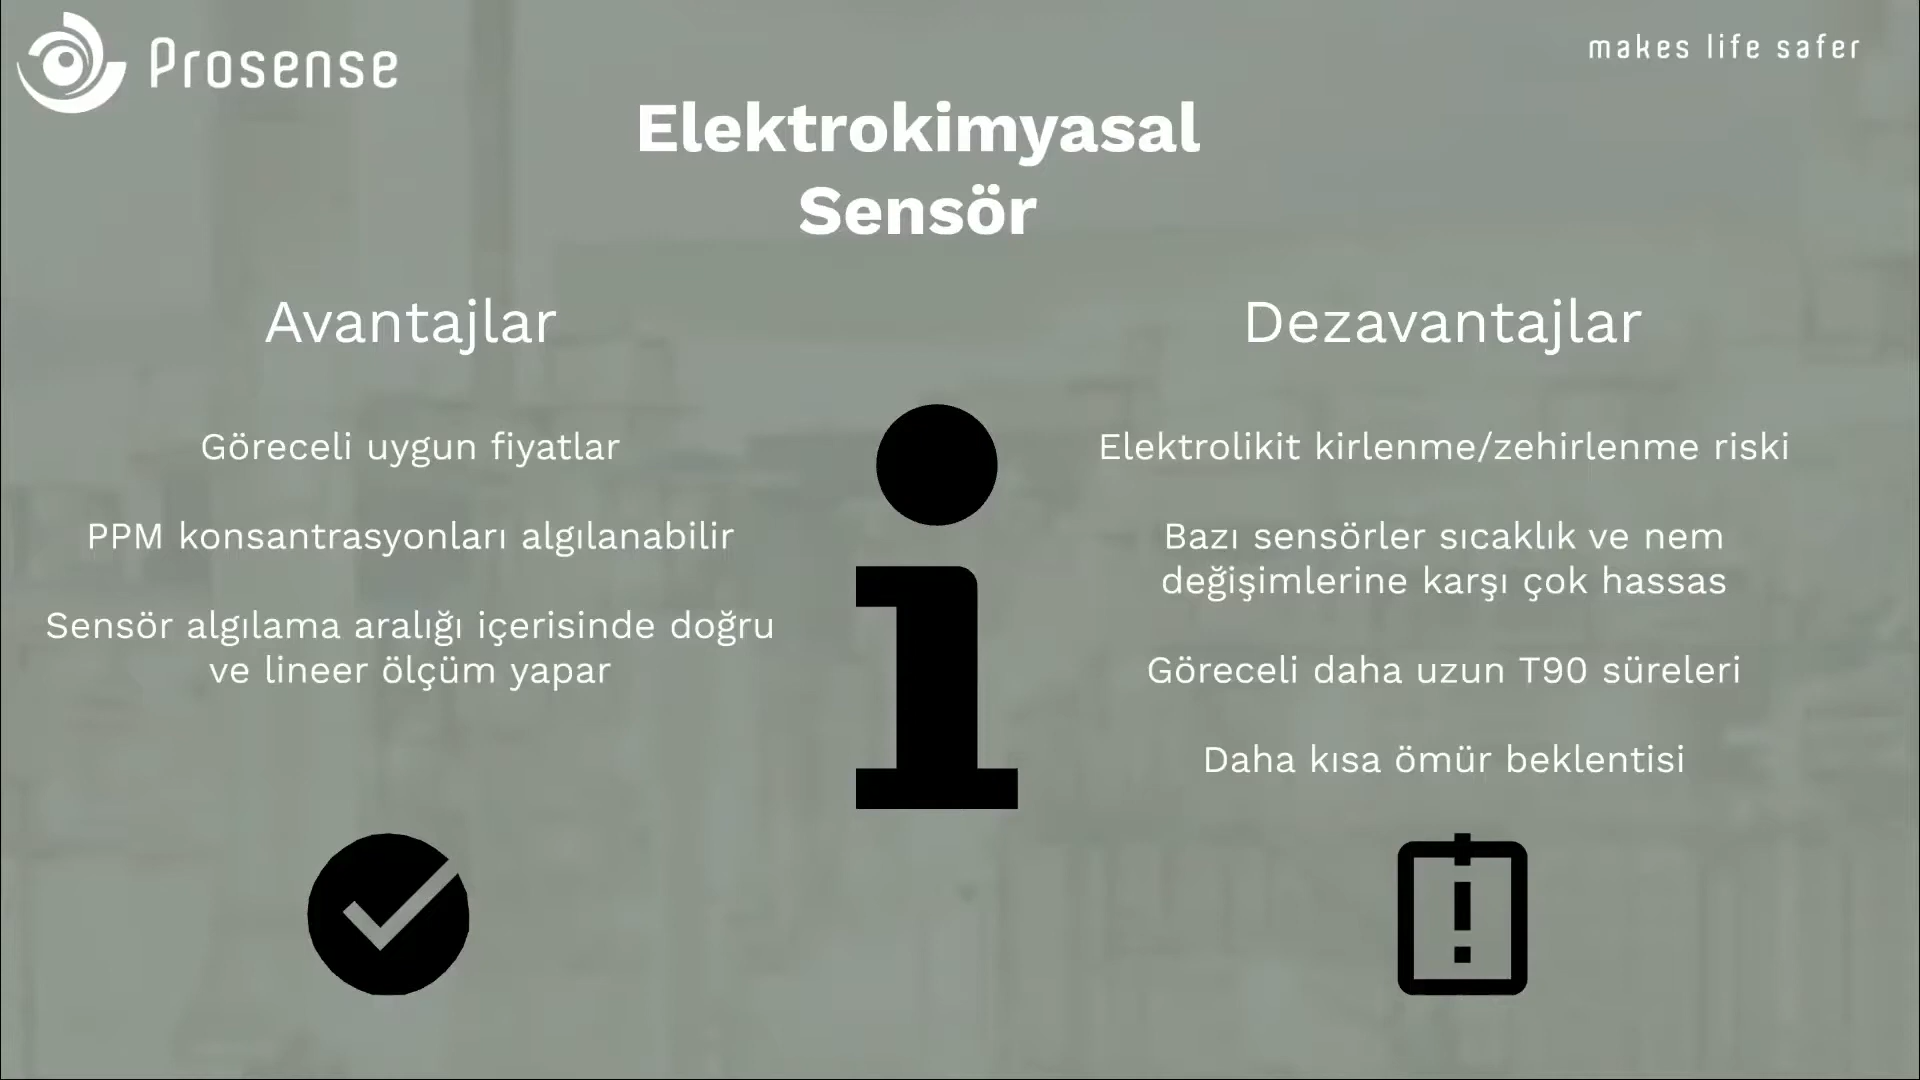 Prosense
makes life safer
Elektrokimyasal
Sensör
Avantajlar
Göreceli uygun fiyatlar
PPM konsantrasyonları algılanabilir
Sensör algılama aralığı içerisinde doğru
ve lineer ölçüm yapar
Dezavantajlar
Elektrolikit kirlenme/zehirlenme riski
Bazı sensörler sıcaklık ve nem
değişimlerine karşı çok hassas
Göreceli daha uzun T90 süreleri
Daha kısa ömür beklentisi